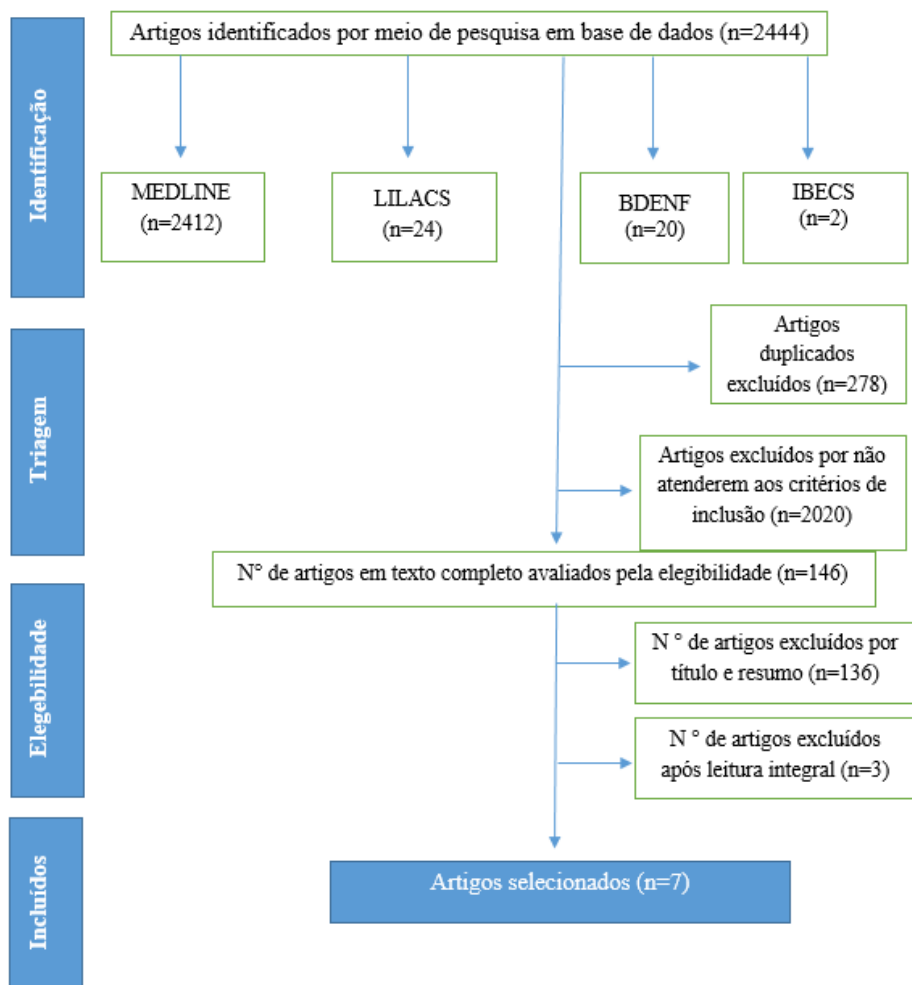 Identificação
Artigos identificados por meio de pesquisa em base de dados (n=2444)
MEDLINE
(n=2412)
LILACS
(n=24)
BDENF
(n=20)
IBECS
(n=2)
Triagem
Artigos
duplicados
excluídos (n=278)
Artigos excluídos por não
atenderem aos critérios de
inclusão (n=2020)
N° de artigos em texto completo avaliados pela elegibilidade (n=146)
Elegebilidade
N ° de artigos excluídos por
título e resumo (n=136)
N ° de artigos excluídos
após leitura integral (n=3)
Incluídos
Artigos selecionados (n=7)